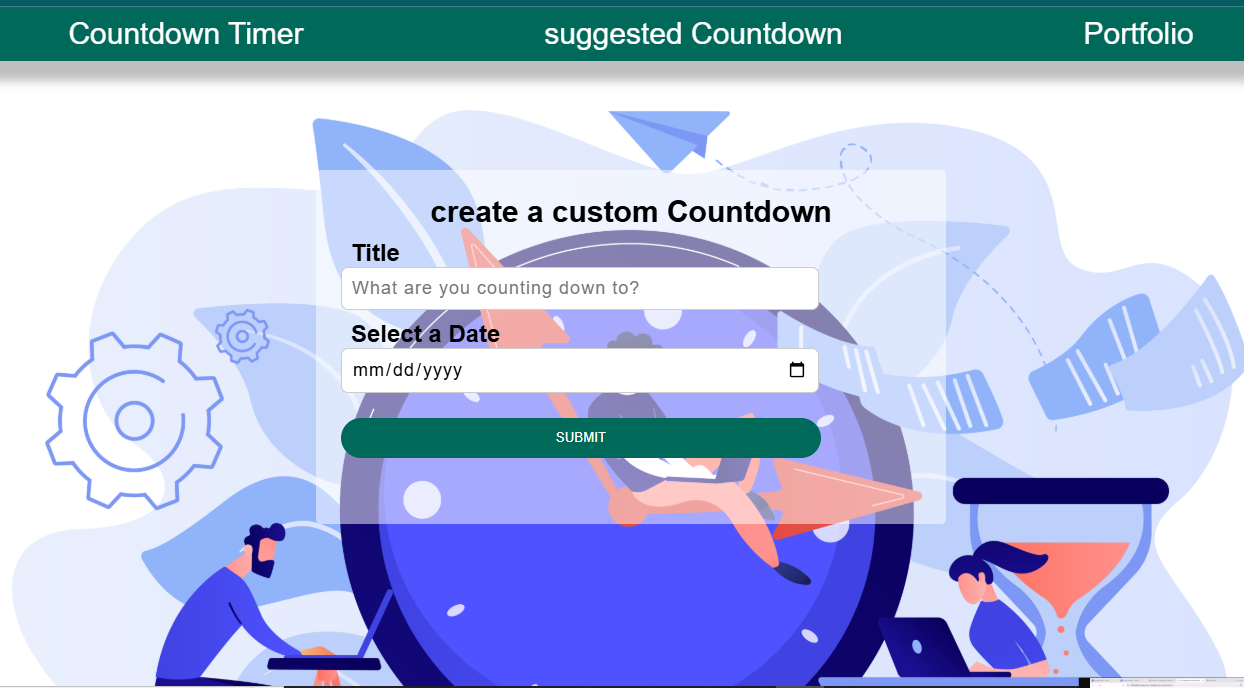 Countdown Timer suggested Countdown Portfolio
create a custom Countdown
Title
What are you counting down to?
Select a Date
mm/dd/yyyy
SUBMIT